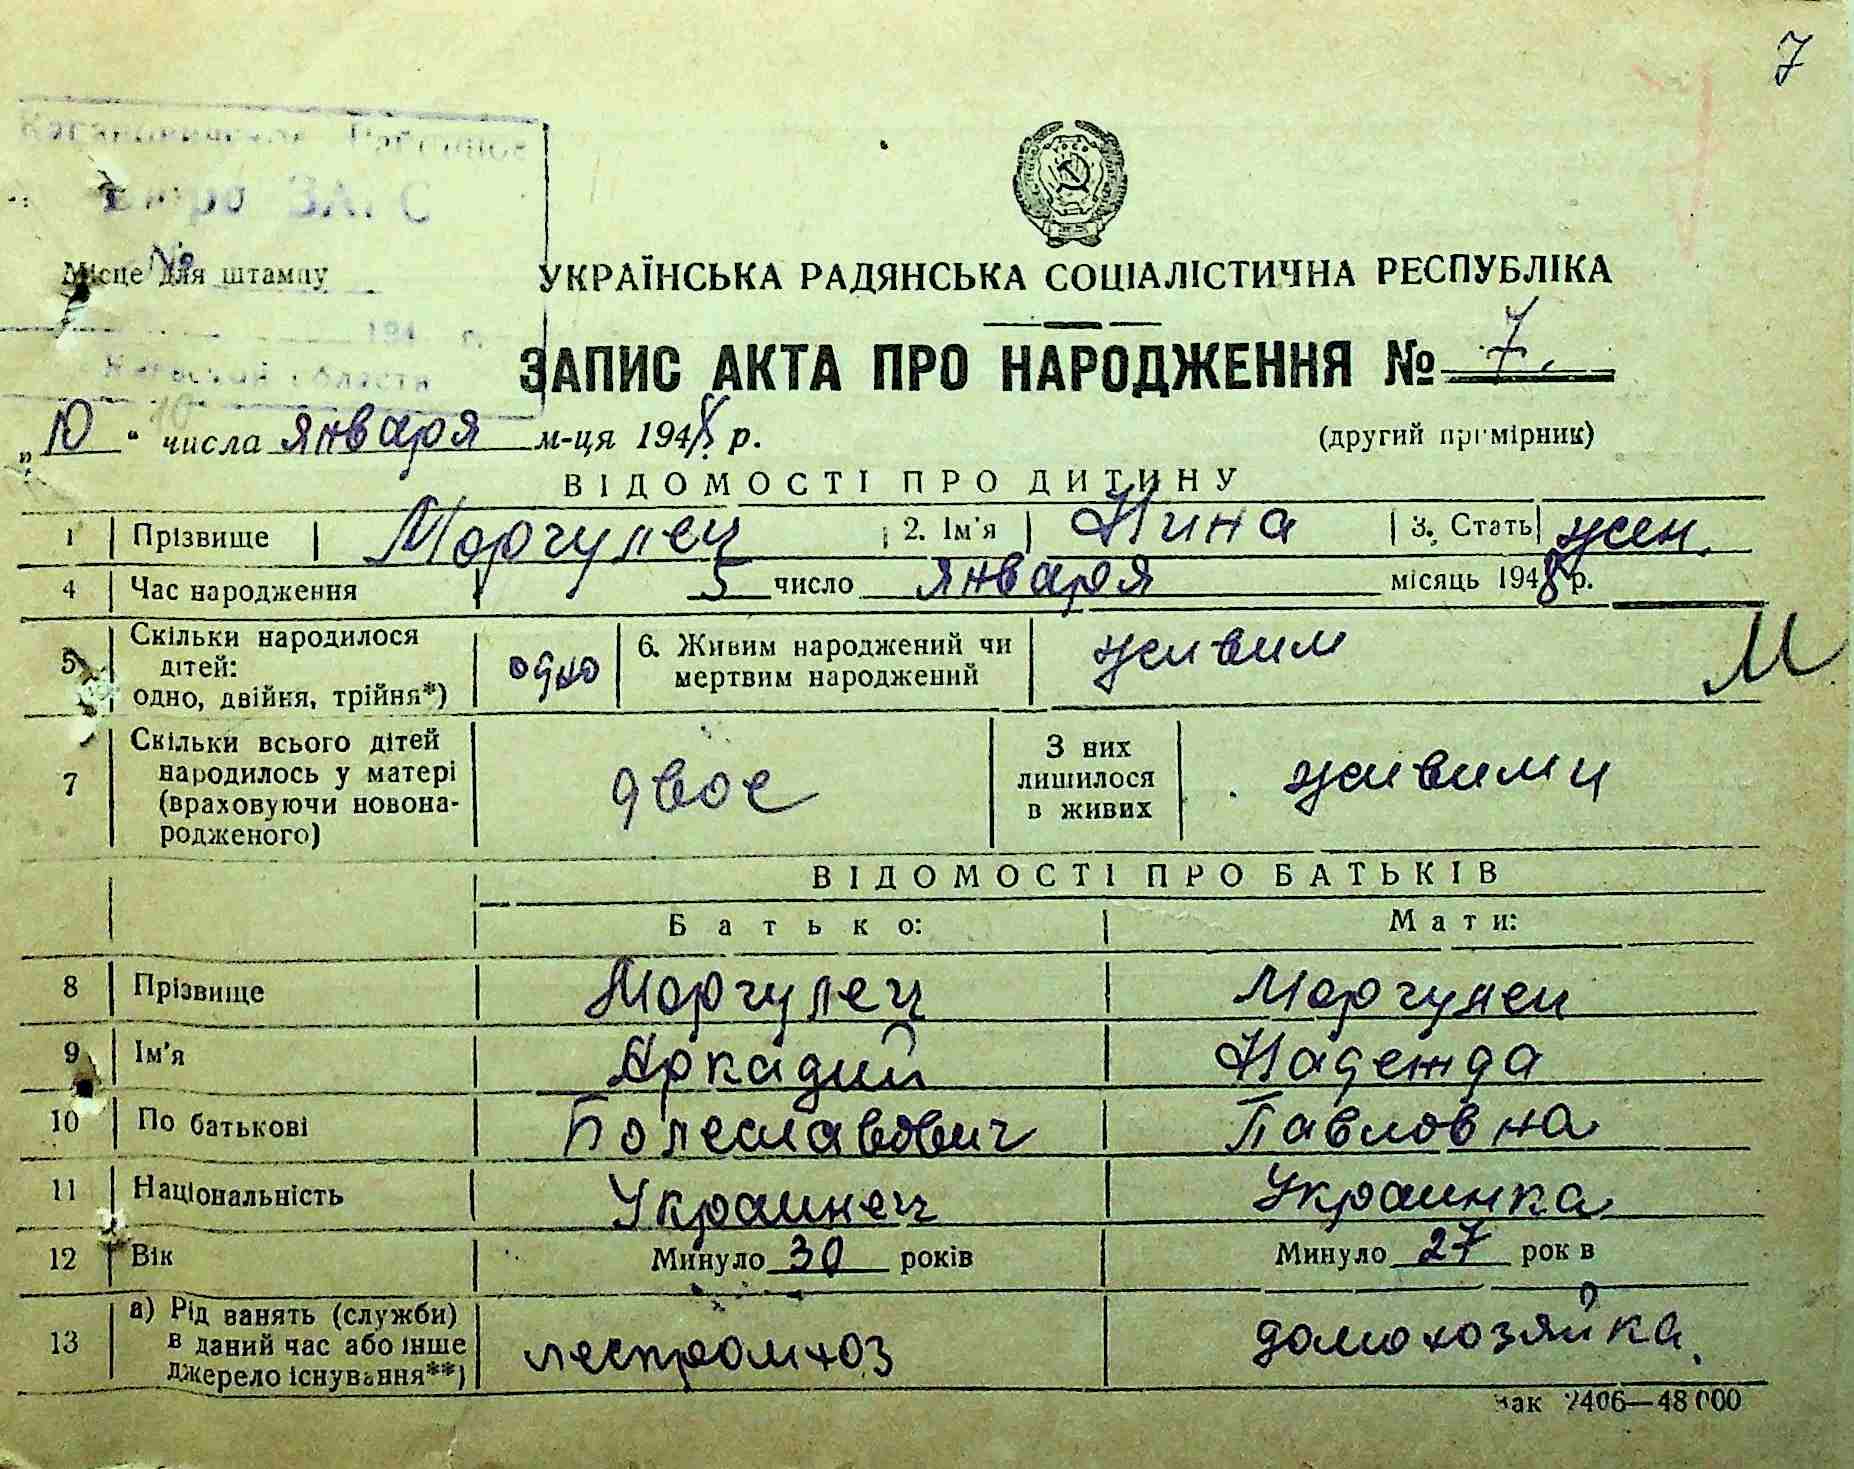 7
Бюро ЗАГС
№
Місце для штампу
194 г.
области
УКРАЇНСЬКА РАДЯНСЬКА СОЦІАЛІСТИЧНА РЕСПУБЛІКА
ЗАПИС АКТА ПРО НАРОДЖЕННЯ № 7.
„10“ числа января м-ця 1948 р.
(другий примірник)
ВІДОМОСТІ ПРО ДИТИНУ
1 Прізвище Моргулец 2. Ім'я Нина 3. Стать жен.
4 Час народження 5 число января місяць 1948 р.
5 Скільки народилося дітей: одно, двійня, трійня*) одно 6. Живим народжений чи мертвим народжений живим
М
7 Скільки всього дітей народилось у матері (враховуючи новонародженого) двое З них лишилося в живих живими
ВІДОМОСТІ ПРО БАТЬКІВ
Батько: Мати:
8 Прізвище Моргулец Моргулец
9 Ім'я Аркадий Надежда
10 По батькові Болеславович Павловна
11 Національність Украинец Украинка
12 Вік Минуло 30 років Минуло 27 років
13 а) Рід занять (служби) в даний час або інше джерело існування**) леспромхоз домохозяйка.
Зак 2406—48000